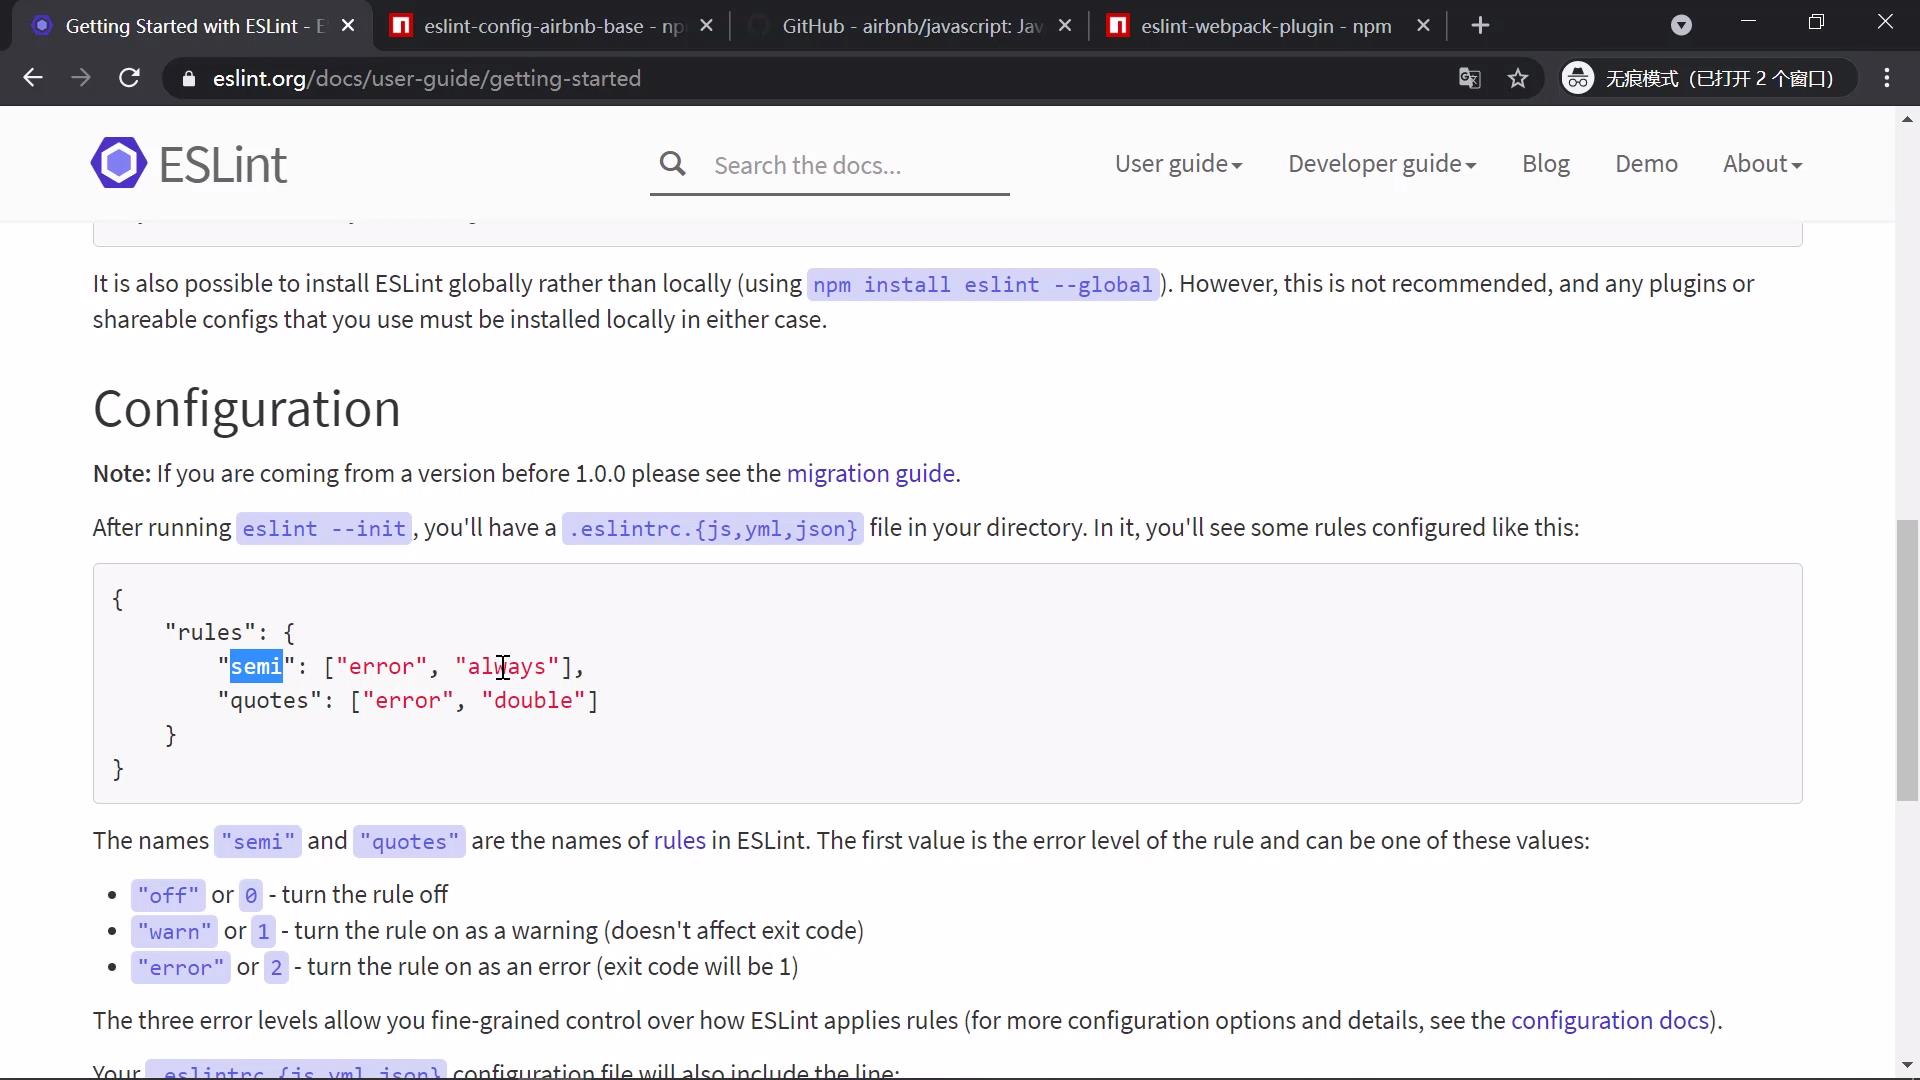 Getting Started with ESLint - E
eslint-config-airbnb-base - np
GitHub - airbnb/javascript: Jav
eslint-webpack-plugin - npm
eslint.org/docs/user-guide/getting-started
无痕模式（已打开 2 个窗口）
ESLint
Search the docs...
User guide
Developer guide
Blog
Demo
About
It is also possible to install ESLint globally rather than locally (using npm install eslint --global). However, this is not recommended, and any plugins or
shareable configs that you use must be installed locally in either case.
Configuration
Note: If you are coming from a version before 1.0.0 please see the migration guide.
After running eslint --init, you'll have a .eslintrc.{js,yml,json} file in your directory. In it, you'll see some rules configured like this:
{
"rules": {
"semi": ["error", "always"],
"quotes": ["error", "double"]
}
}
The names "semi" and "quotes" are the names of rules in ESLint. The first value is the error level of the rule and can be one of these values:
• "off" or 0 - turn the rule off
• "warn" or 1 - turn the rule on as a warning (doesn't affect exit code)
• "error" or 2 - turn the rule on as an error (exit code will be 1)
The three error levels allow you fine-grained control over how ESLint applies rules (for more configuration options and details, see the configuration docs).
Your .eslintrc.{js,yml,json} configuration file will also include the line: